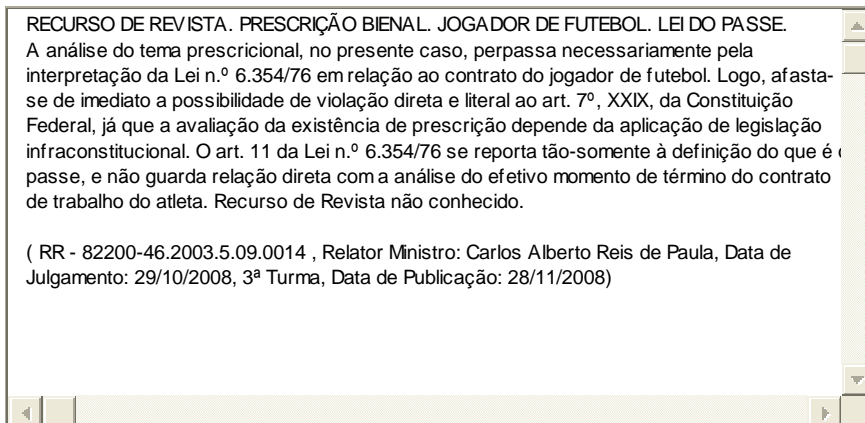 RECURSO DE REVISTA. PRESCRIÇÃO BIENAL. JOGADOR DE FUTEBOL. LEI DO PASSE.
A análise do tema prescricional, no presente caso, perpassa necessariamente pela
interpretação da Lei n.º 6.354/76 em relação ao contrato do jogador de futebol. Logo, afasta-
se de imediato a possibilidade de violação direta e literal ao art. 7º, XXIX, da Constituição
Federal, já que a avaliação da existência de prescrição depende da aplicação de legislação
infraconstitucional. O art. 11 da Lei n.º 6.354/76 se reporta tão-somente à definição do que é
passe, e não guarda relação direta com a análise do efetivo momento de término do contrato
de trabalho do atleta. Recurso de Revista não conhecido.
( RR - 82200-46.2003.5.09.0014 , Relator Ministro: Carlos Alberto Reis de Paula, Data de
Julgamento: 29/10/2008, 3ª Turma, Data de Publicação: 28/11/2008)